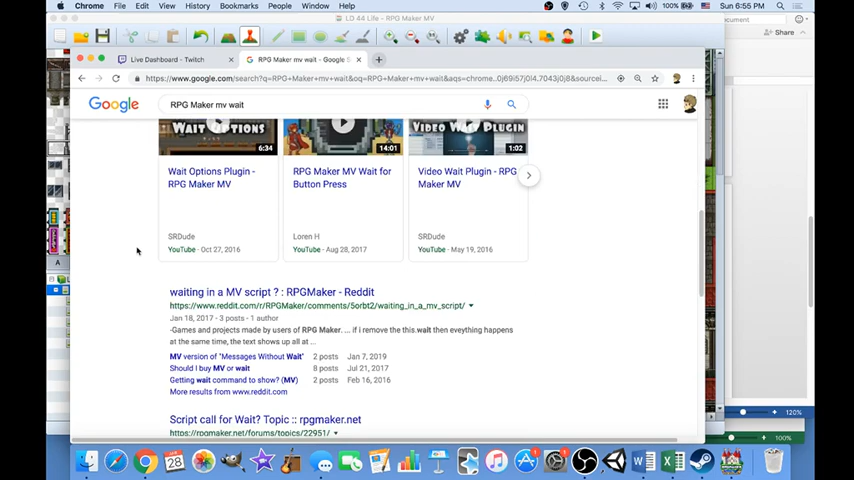 Chrome File Edit View History Bookmarks People Window Help 100% Sun 6:55 PM
LD 44 Life - RPG Maker MV
ocument
Share
Live Dashboard - Twitch
RPG Maker mv wait - Google S
https://www.google.com/search?q=RPG+Maker+mv+wait&oq=RPG+Maker+mv+wait&aqs=chrome..0j69i57j0l4.7043j0j8&sourcei...
Google
RPG Maker mv wait
WAIT OPTIONS
VIDEO WAIT PLUGIN
6:34
14:01
1:02
Wait Options Plugin - RPG Maker MV
RPG Maker MV Wait for Button Press
Video Wait Plugin - RPG Maker MV
SRDude
Loren H
SRDude
YouTube - Oct 27, 2016
YouTube - Aug 28, 2017
YouTube - May 19, 2016
A
waiting in a MV script ? : RPGMaker - Reddit
https://www.reddit.com/r/RPGMaker/comments/5orbt2/waiting_in_a_mv_script/
Jan 18, 2017 - 3 posts - 1 author
-Games and projects made by users of RPG Maker. ... if i remove the this.wait then eveything happens
at the same time, the text shows up all at ...
MV version of "Messages Without Wait" 2 posts Jan 7, 2019
Should I buy MV or wait 8 posts Jul 21, 2017
Getting wait command to show? (MV) 2 posts Feb 16, 2016
More results from www.reddit.com
Script call for Wait? Topic :: rpgmaker.net
https://rpgmaker.net/forums/topics/22951/
120%
100%
28
1
1